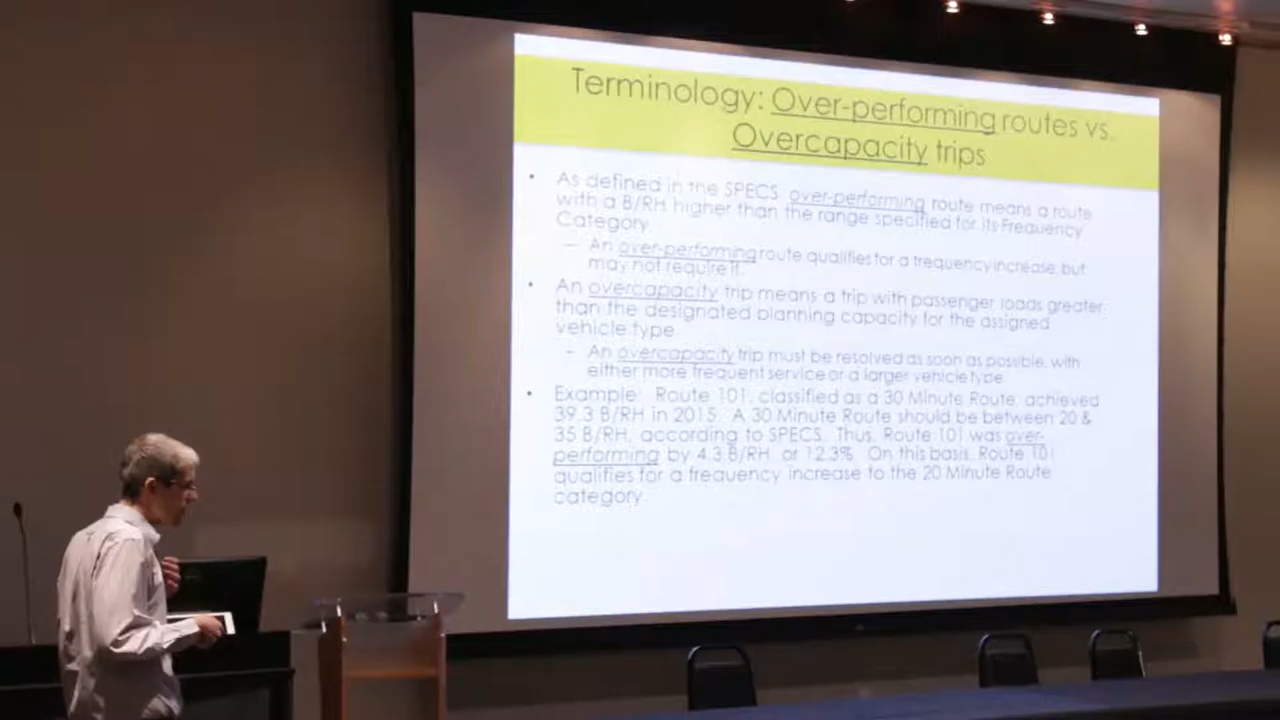 Terminology: Over-performing routes vs.
Overcapacity trips
• As defined in the SPECS, over-performing route means a route
with a B/RH higher than the range specified for its Frequency
Category
– An over-performing route qualifies for a frequency increase, but
may not require it.
• An overcapacity trip means a trip with passenger loads greater
than the designated planning capacity for the assigned
vehicle type
– An overcapacity trip must be resolved as soon as possible, with
either more frequent service or a larger vehicle type
• Example: Route 101, classified as a 30 Minute Route, achieved
39.3 B/RH in 2015. A 30 Minute Route should be between 20 &
35 B/RH, according to SPECS. Thus, Route 101 was over-
performing by 4.3 B/RH, or 12.3%. On this basis, Route 101
qualifies for a frequency increase to the 20 Minute Route
category.